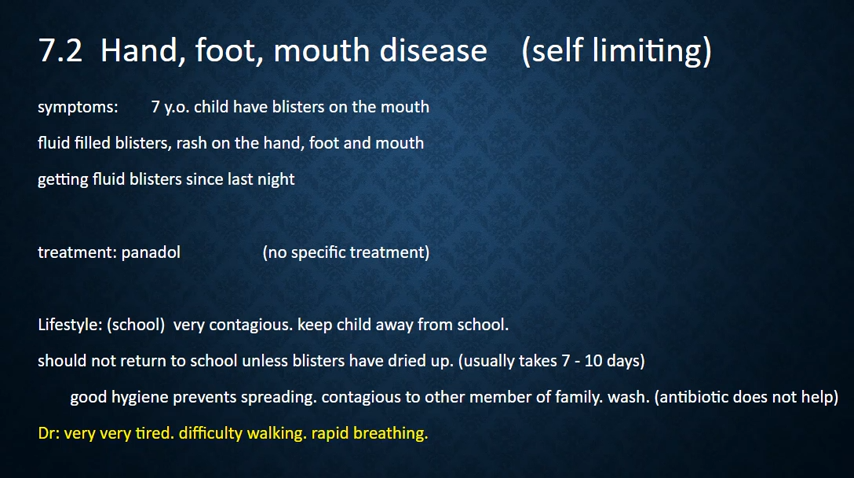 7.2 Hand, foot, mouth disease (self limiting)
symptoms: 7 y.o. child have blisters on the mouth
fluid filled blisters, rash on the hand, foot and mouth
getting fluid blisters since last night
treatment: panadol (no specific treatment)
Lifestyle: (school) very contagious. keep child away from school.
should not return to school unless blisters have dried up. (usually takes 7 - 10 days)
good hygiene prevents spreading. contagious to other member of family. wash. (antibiotic does not help)
Dr: very very tired. difficulty walking. rapid breathing.